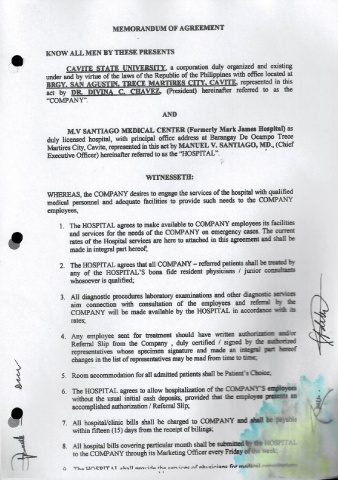 MEMORANDUM OF AGREEMENT
KNOW ALL MEN BY THESE PRESENTS
CAVITE STATE UNIVERSITY, a corporation duly organized and existing
under and by virtue of the laws of the Republic of the Philippines with office located at
BRGY. SAN AGUSTIN, TRECE MARTIRES CITY, CAVITE, represented in this
act by DR. DIVINA C. CHAVEZ, (President) hereinafter referred to as the
"COMPANY".
AND
M.V SANTIAGO MEDICAL CENTER (Formerly Mark James Hospital) as
duly licensed hospital, with principal office address at Barangay De Ocampo Trece
Martires City, Cavite, represented in this act by MANUEL V. SANTIAGO, MD., (Chief
Executive Officer) hereinafter referred to as the "HOSPITAL".
WITNESSETH:
WHEREAS, the COMPANY desires to engage the services of the hospital with qualified
medical personnel and adequate facilities to provide such needs to the COMPANY
employees,
1. The HOSPITAL agrees to make available to COMPANY employees its facilities
and services for the needs of the COMPANY on emergency cases. The current
rates of the Hospital services are here to attached in this agreement and shall be
made in integral part of;
2. The HOSPITAL agrees that all COMPANY – referred patients shall be treated by
any of the HOSPITAL'S bona fide resident physicians / junior consultants
whosoever is qualified;
3. All diagnostic procedures laboratory examinations and other diagnostic services
aim connection with consultation of the employees and referral by the
COMPANY will be made available by the HOSPITAL in accordance with its
rates;
4. Any employee sent for treatment should have written authorization and/or
Referral Slip from the Company , duly certified / signed by the authorized
representatives whose specimen signature and made an integral part hereof
changes in the list of representatives may be read from time to times;
5. Room accommodation for all admitted patients shall be Patient's Choice;
6. The HOSPITAL agrees to allow hospitalization of the COMPANY'S employees
without the usual initial cash deposits, provided that the employee presents an
accomplished authorization / Referral Slip;
7. All hospital/clinic bills shall be charged to COMPANY and shall be payable
within fifteen (15) days from the receipt of billings;
8. All hospital bills covering particular month shall be submitted by the HOSPITAL
to the COMPANY through its Marketing Officer every Friday of the week;
9. The HOSPITAL shall provide the services of physicians for medical consultations